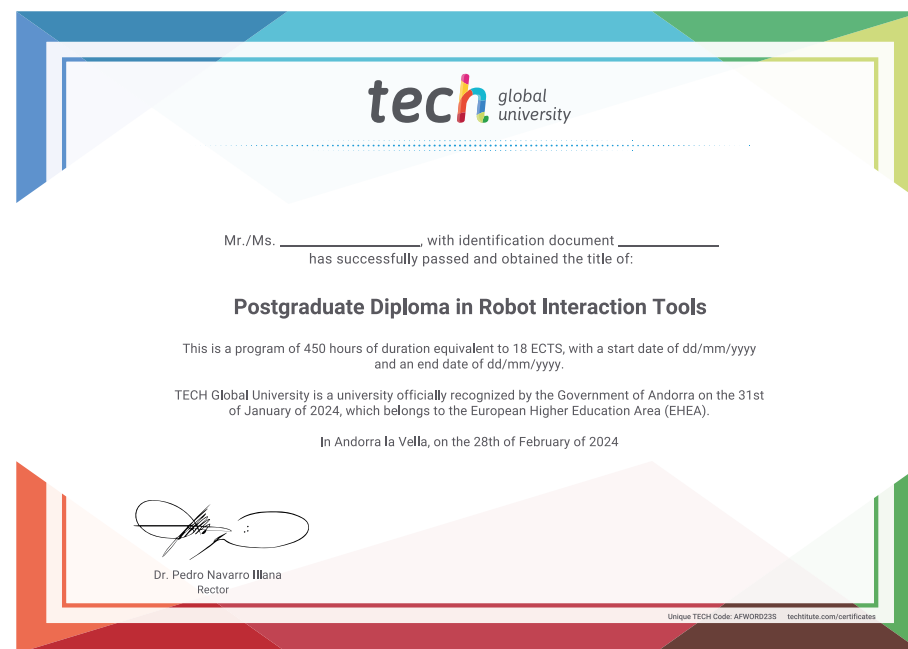 tech global university
Mr./Ms. ____________________, with identification document ______________
has successfully passed and obtained the title of:
Postgraduate Diploma in Robot Interaction Tools
This is a program of 450 hours of duration equivalent to 18 ECTS, with a start date of dd/mm/yyyy
and an end date of dd/mm/yyyy.
TECH Global University is a university officially recognized by the Government of Andorra on the 31st
of January of 2024, which belongs to the European Higher Education Area (EHEA).
In Andorra la Vella, on the 28th of February of 2024
Dr. Pedro Navarro Illana
Rector
Unique TECH Code: AFWORD23S techtitute.com/certificates